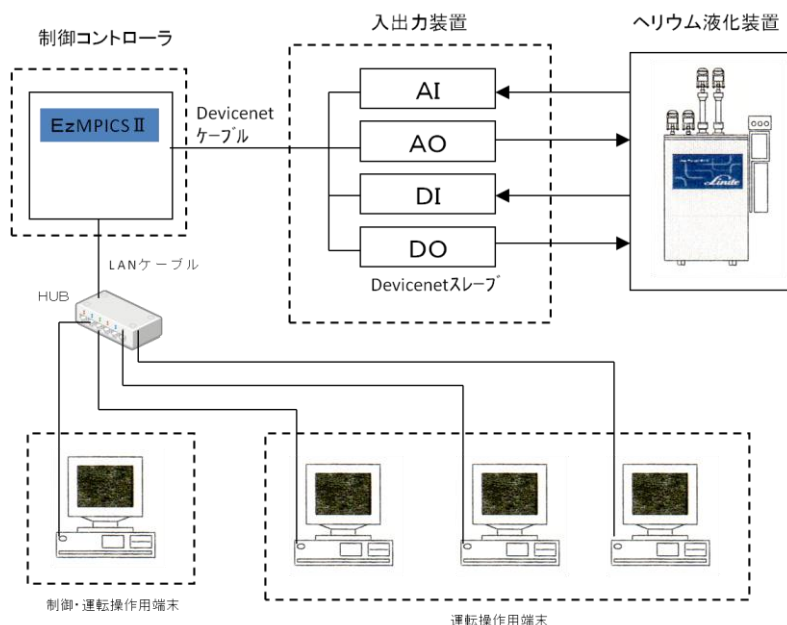 制御コントローラ
入出力装置
ヘリウム液化装置
EzMPICSⅡ
Devicenet
ケーブル
AI
AO
DI
DO
Devicenetスレーブ
Linde
LANケーブル
HUB
制御・運転操作用端末
運転操作用端末